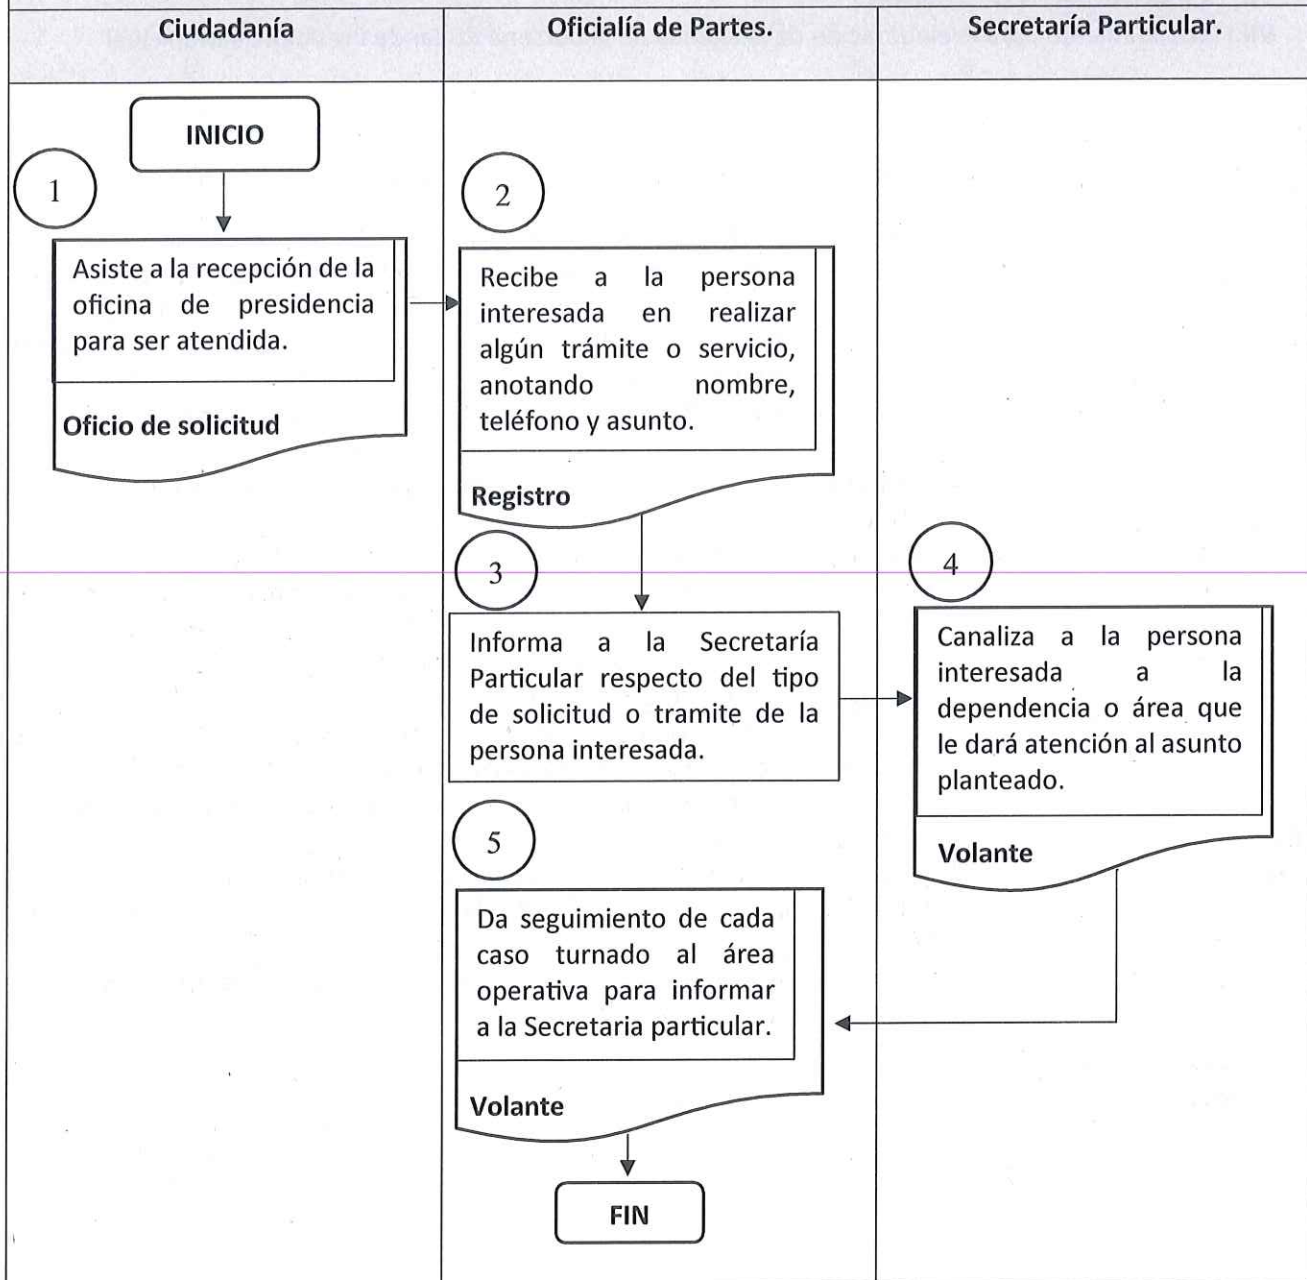 Ciudadanía
Oficialía de Partes.
Secretaría Particular.
INICIO
1
Asiste a la recepción de la
oficina de presidencia
para ser atendida.
Oficio de solicitud
2
Recibe a la persona
interesada en realizar
algún trámite o servicio,
anotando nombre,
teléfono y asunto.
Registro
3
Informa a la Secretaría
Particular respecto del tipo
de solicitud o tramite de la
persona interesada.
4
Canaliza a la persona
interesada a la
dependencia o área que
le dará atención al asunto
planteado.
Volante
5
Da seguimiento de cada
caso turnado al área
operativa para informar
a la Secretaria particular.
Volante
FIN